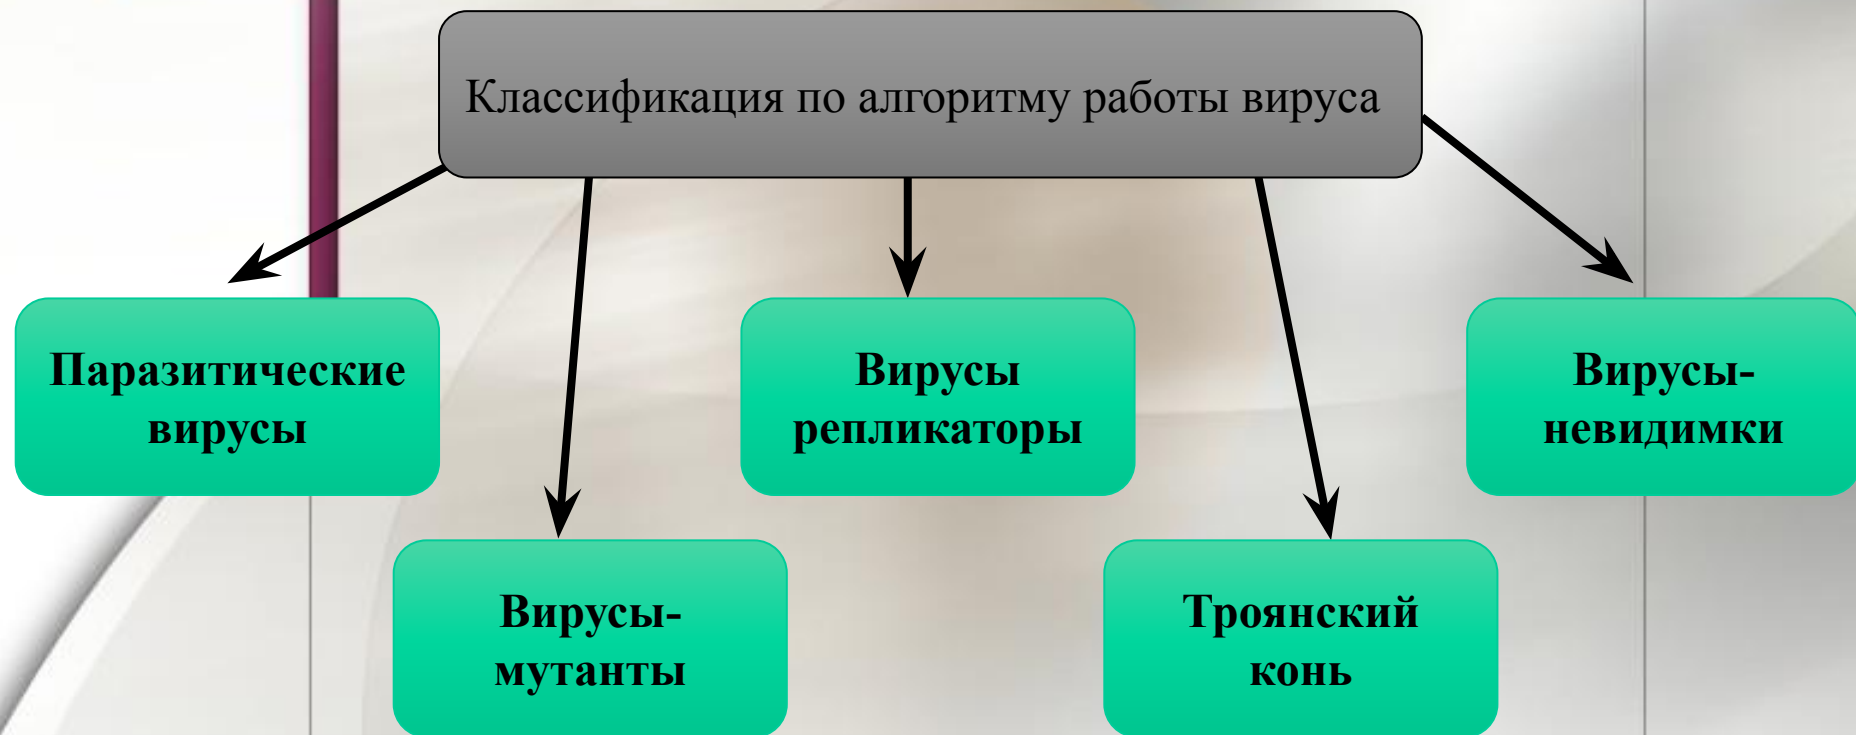 Классификация по алгоритму работы вируса
Паразитические
вирусы
Вирусы
репликаторы
Вирусы-
невидимки
Вирусы-
мутанты
Троянский
конь